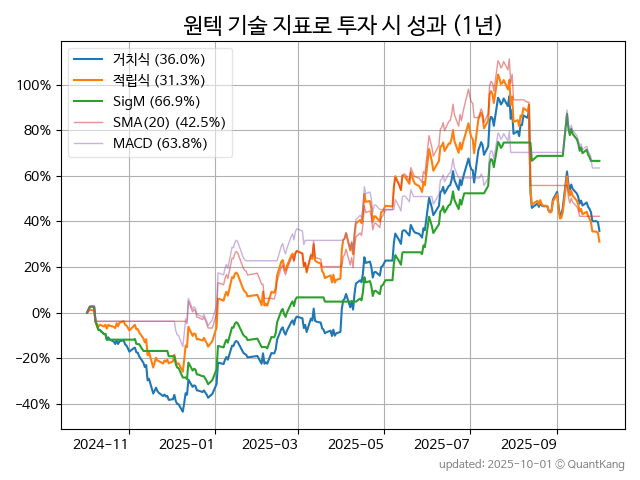 원텍 기술 지표로 투자 시 성과 (1년)
거치식 (36.0%)
적립식 (31.3%)
SigM (66.9%)
SMA(20) (42.5%)
MACD (63.8%)
100%
80%
60%
40%
20%
0%
−20%
−40%
2024-11
2025-01
2025-03
2025-05
2025-07
2025-09
updated: 2025-10-01 © QuantKang